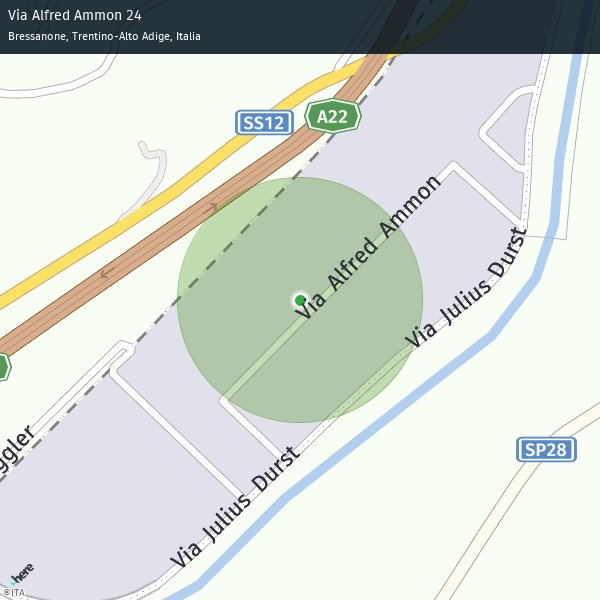 Via Alfred Ammon 24
Bressanone, Trentino-Alto Adige, Italia
SS12
A22
Via Alfred Ammon
Via Julius Durst
ggler
SP28
Via Julius Durst
here
©ITA